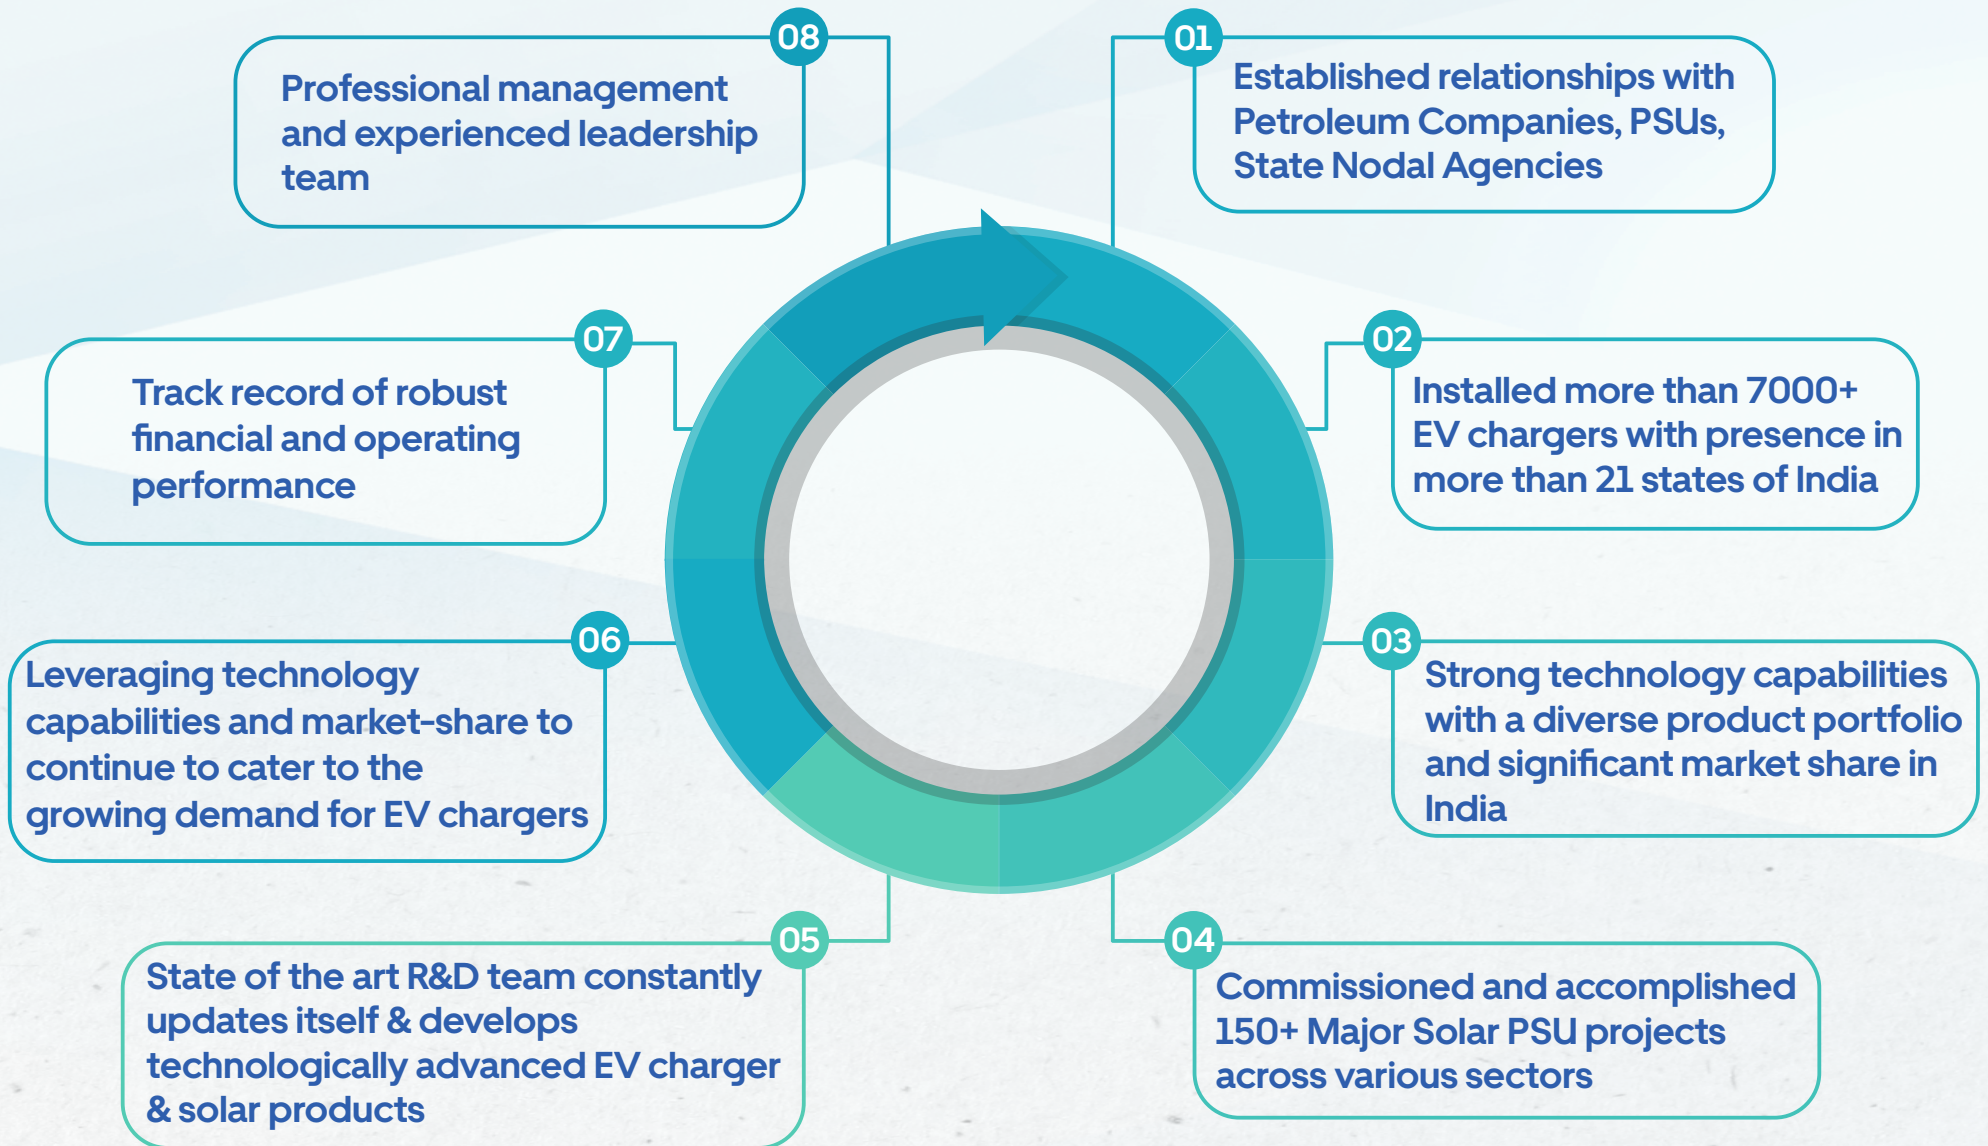 01
Established relationships with
Petroleum Companies, PSUs,
State Nodal Agencies
02
Installed more than 7000+
EV chargers with presence in
more than 21 states of India
03
Strong technology capabilities
with a diverse product portfolio
and significant market share in
India
04
Commissioned and accomplished
150+ Major Solar PSU projects
across various sectors
05
State of the art R&D team constantly
updates itself & develops
technologically advanced EV charger
& solar products
06
Leveraging technology
capabilities and market-share to
continue to cater to the
growing demand for EV chargers
07
Track record of robust
financial and operating
performance
08
Professional management
and experienced leadership
team